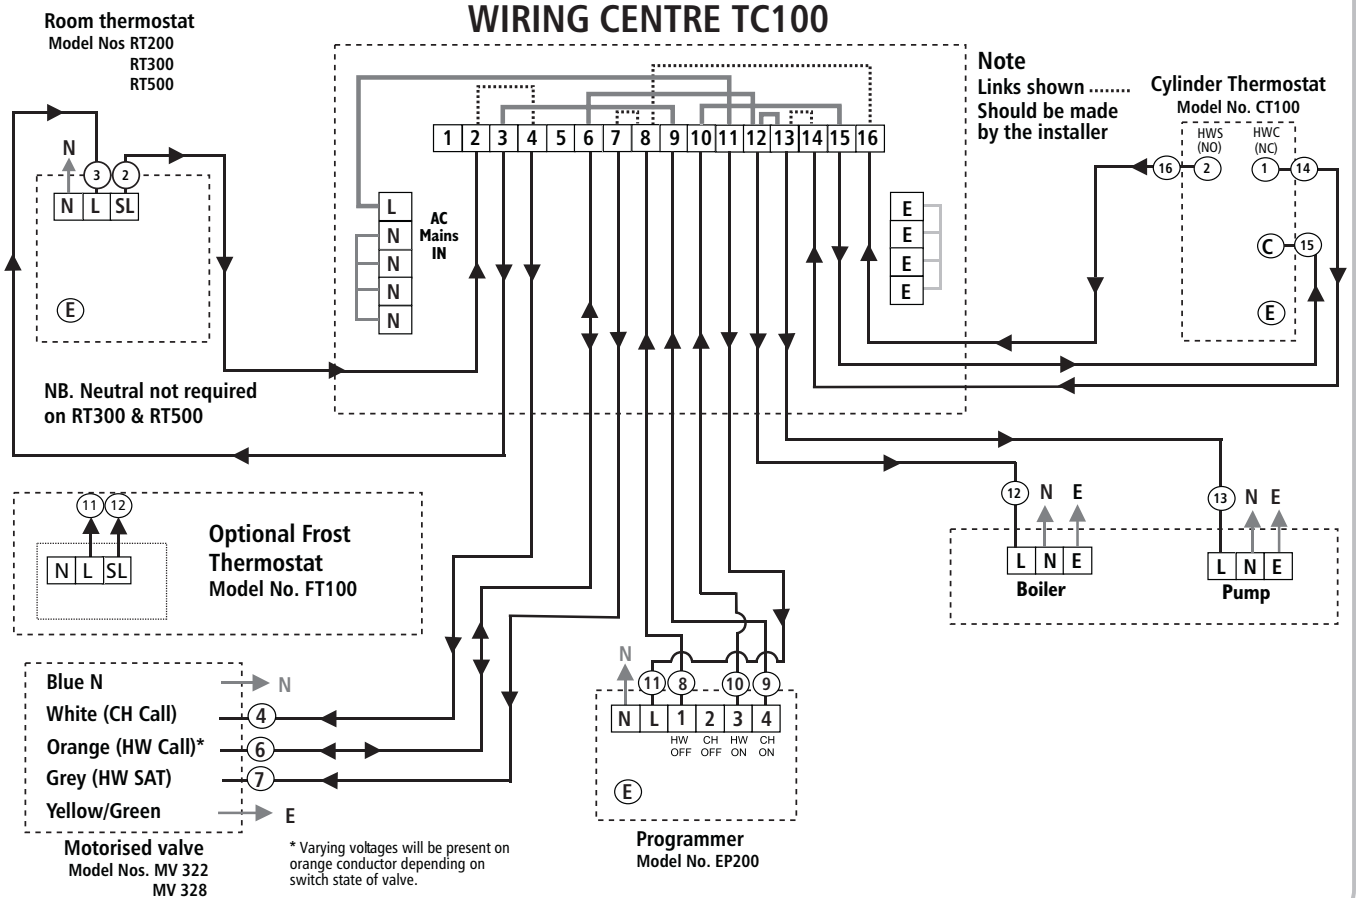 WIRING CENTRE TC100
Room thermostat
Model Nos RT200
RT300
RT500
N
3 2
N L SL
E
NB. Neutral not required
on RT300 & RT500
1 2 3 4 5 6 7 8 9 10 11 12 13 14 15 16
L
N
N
N
N
AC
Mains
IN
E
E
E
E
Note
Links shown ........
Should be made
by the installer
Cylinder Thermostat
Model No. CT100
HWS
(NO)
HWC
(NC)
16 2 1 14
C 15
E
11 12
N L SL
Optional Frost
Thermostat
Model No. FT100
12 N E
L N E
Boiler
13 N E
L N E
Pump
Blue N N
White (CH Call) 4
Orange (HW Call)* 6
Grey (HW SAT) 7
Yellow/Green E
Motorised valve
Model Nos. MV 322
MV 328
* Varying voltages will be present on
orange conductor depending on
switch state of valve.
N
11 8 10 9
N L 1 2 3 4
HW
OFF
CH
OFF
HW
ON
CH
ON
E
Programmer
Model No. EP200